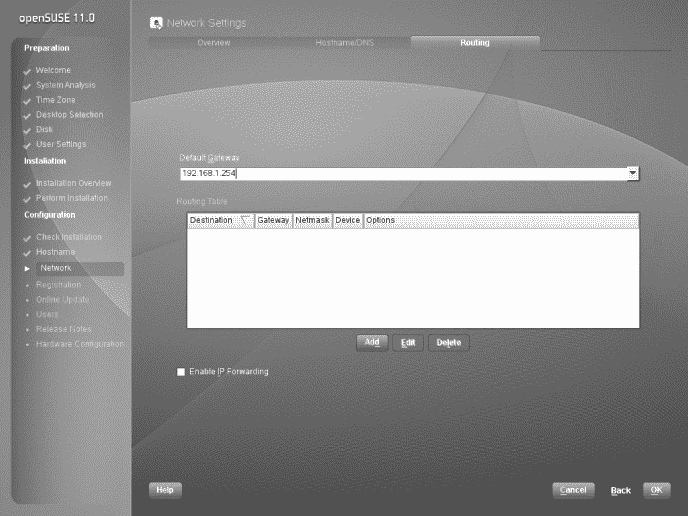 openSUSE 11.0
Preparation
Welcome
System Analysis
Time Zone
Desktop Selection
Disk
User Settings
Installation
Installation Overview
Perform Installation
Configuration
Check Installation
Hostname
Network
Registration
Online Update
Users
Release Notes
Hardware Configuration
Network Settings
Overview Hostname/DNS Routing
Default Gateway
192.168.1.254
Routing Table
Destination Gateway Netmask Device Options
Add Edit Delete
Enable IP Forwarding
Help Cancel Back OK